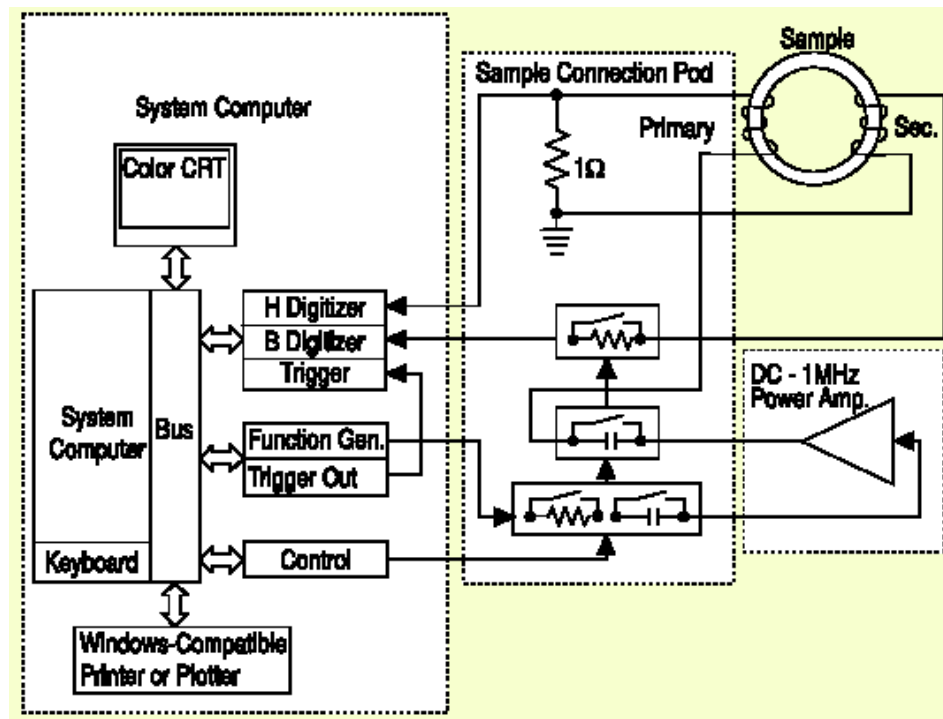 Sample
Sample Connection Pod
System Computer
Primary
Sec.
Color CRT
1Ω
H Digitizer
B Digitizer
Trigger
DC - 1MHz
Power Amp.
System
Computer
Bus
Function Gen.
Trigger Out
Keyboard
Control
Windows-Compatible
Printer or Plotter